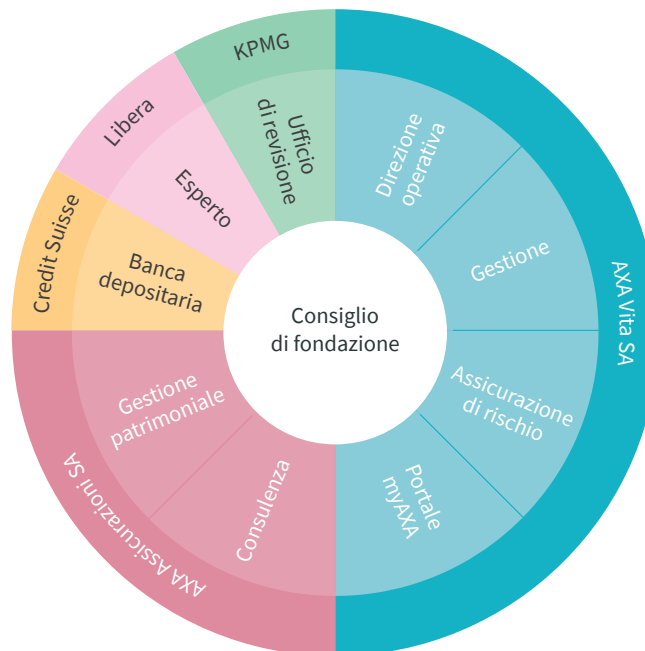 KPMG
Ufficio
di revisione
Libera
Esperto
Credit Suisse
Banca
depositaria
AXA Assicurazioni SA
Gestione
patrimoniale
Consulenza
AXA Vita SA
Direzione
operativa
Gestione
Assicurazione
di rischio
Portale
myAXA
Consiglio
di fondazione